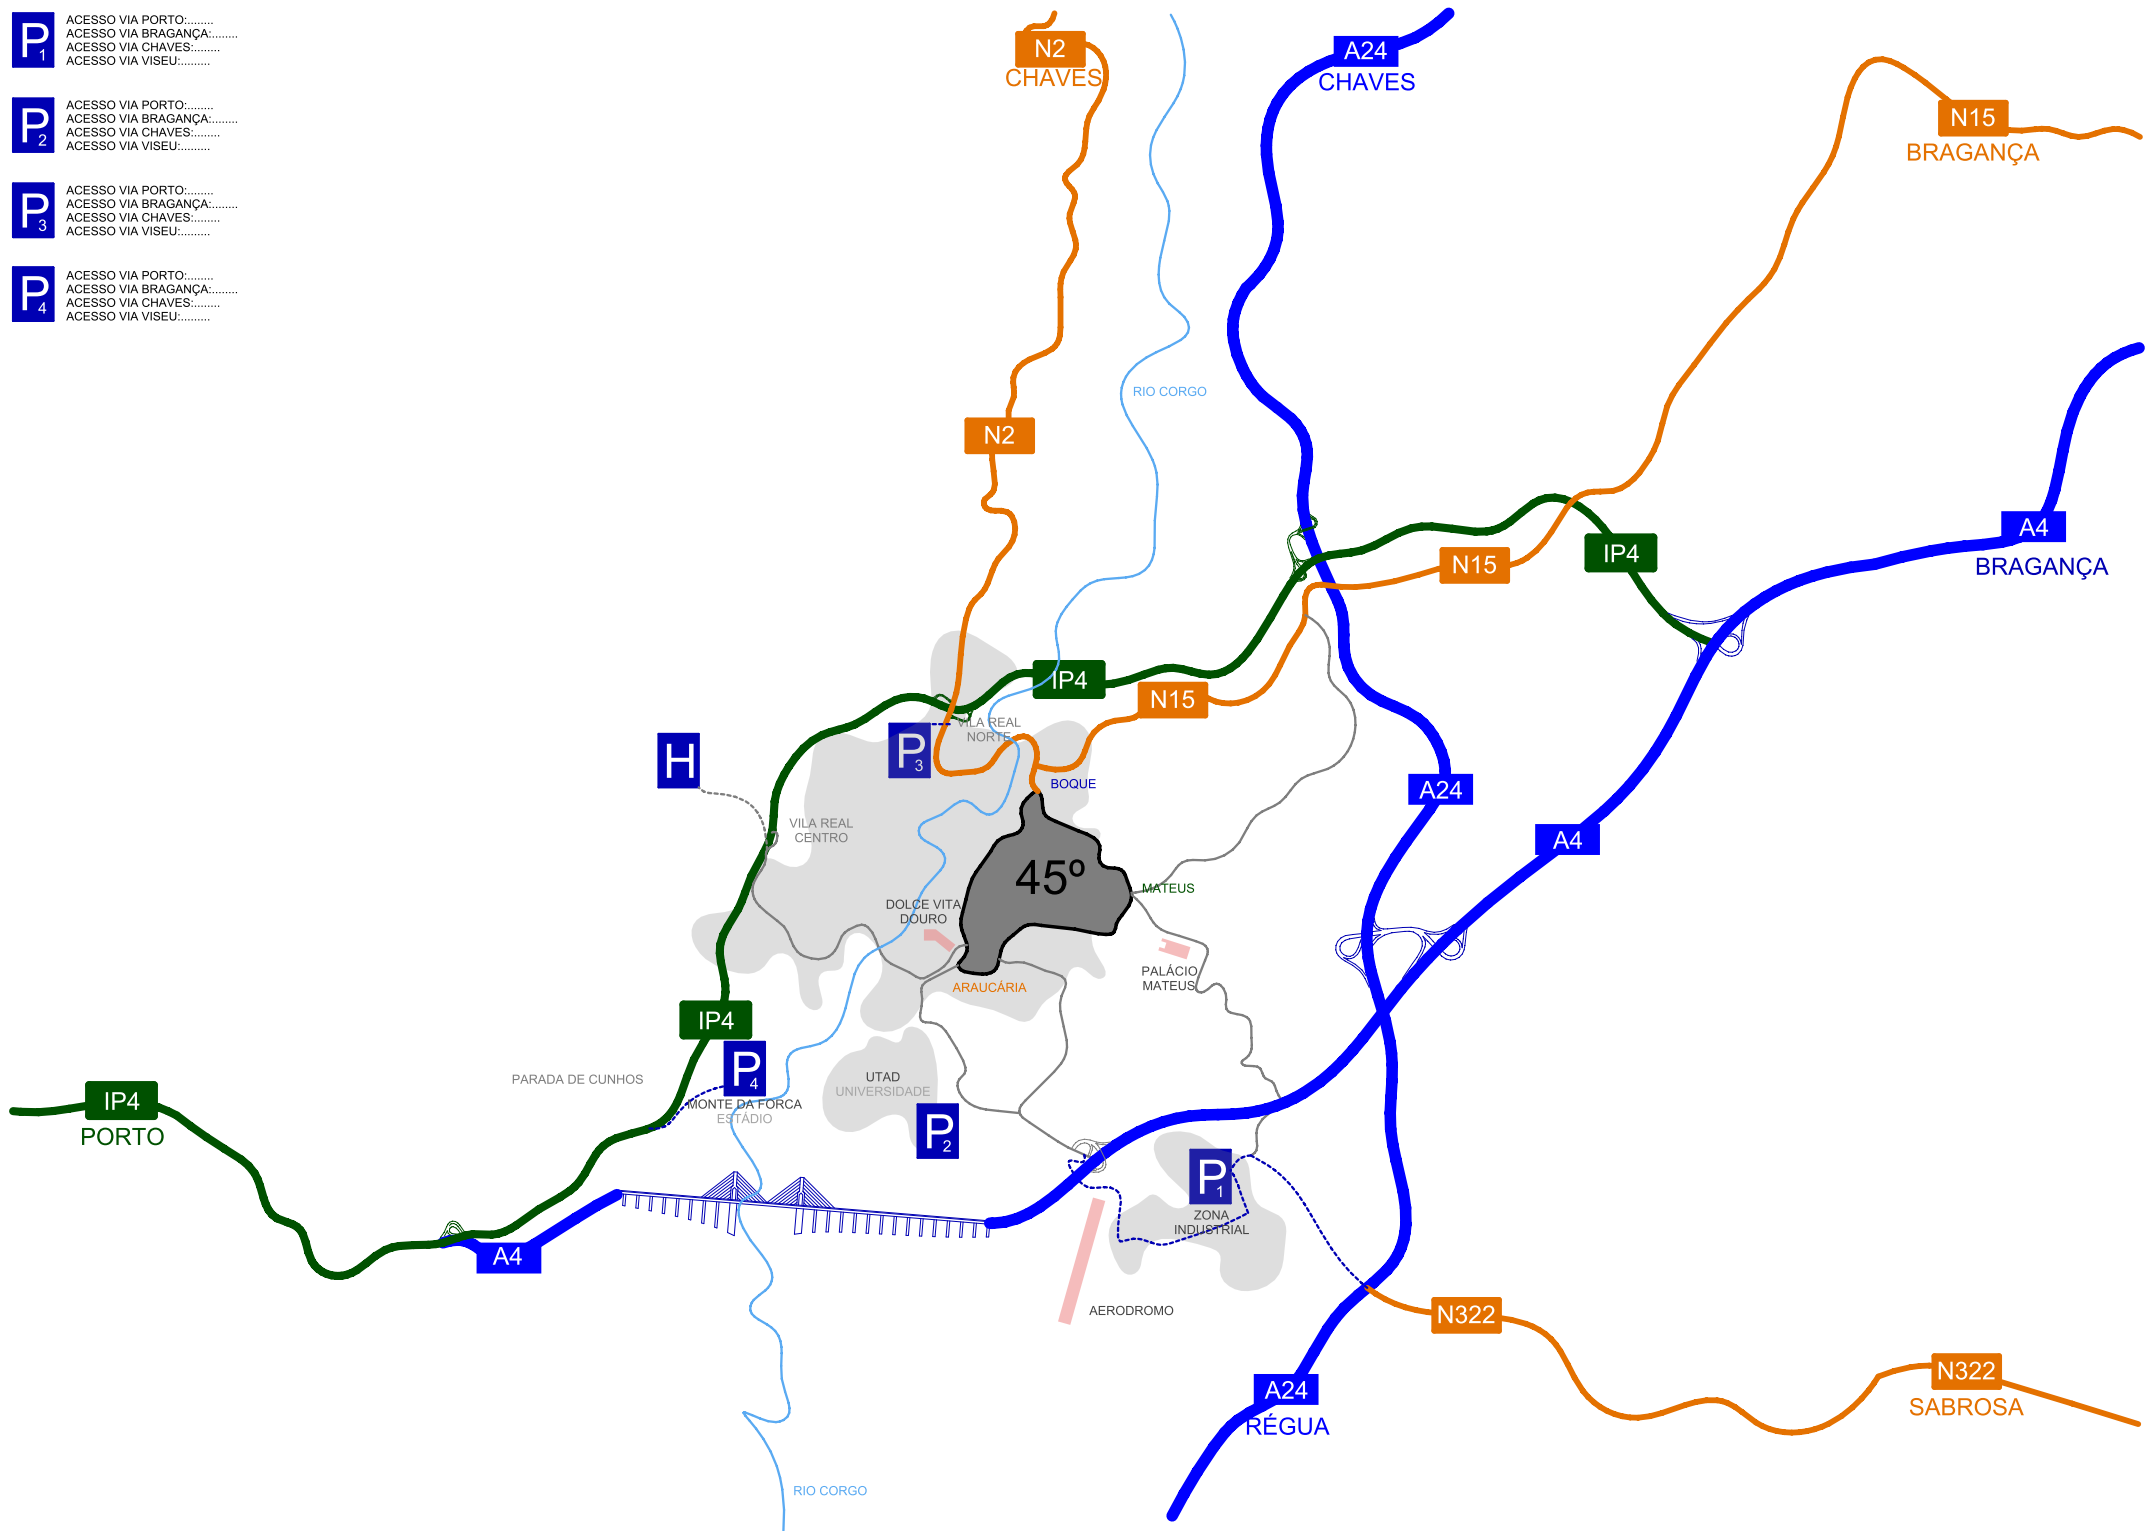 P1
ACESSO VIA PORTO:........
ACESSO VIA BRAGANÇA:........
ACESSO VIA CHAVES:........
ACESSO VIA VISEU:.........
P2
ACESSO VIA PORTO:........
ACESSO VIA BRAGANÇA:........
ACESSO VIA CHAVES:........
ACESSO VIA VISEU:.........
P3
ACESSO VIA PORTO:........
ACESSO VIA BRAGANÇA:........
ACESSO VIA CHAVES:........
ACESSO VIA VISEU:.........
P4
ACESSO VIA PORTO:........
ACESSO VIA BRAGANÇA:........
ACESSO VIA CHAVES:........
ACESSO VIA VISEU:.........
N2
CHAVES
A24
CHAVES
N15
BRAGANÇA
RIO CORGO
N2
A4
BRAGANÇA
IP4
N15
IP4
N15
VILA REAL
NORTE
P3
H
BOQUE
A24
VILA REAL
CENTRO
A4
45º
MATEUS
DOLCE VITA
DOURO
PALÁCIO
MATEUS
ARAUCÁRIA
IP4
P4
MONTE DA FORCA
ESTÁDIO
PARADA DE CUNHOS
UTAD
UNIVERSIDADE
IP4
PORTO
P2
P1
ZONA
INDUSTRIAL
A4
AERODROMO
N322
N322
SABROSA
A24
RÉGUA
RIO CORGO